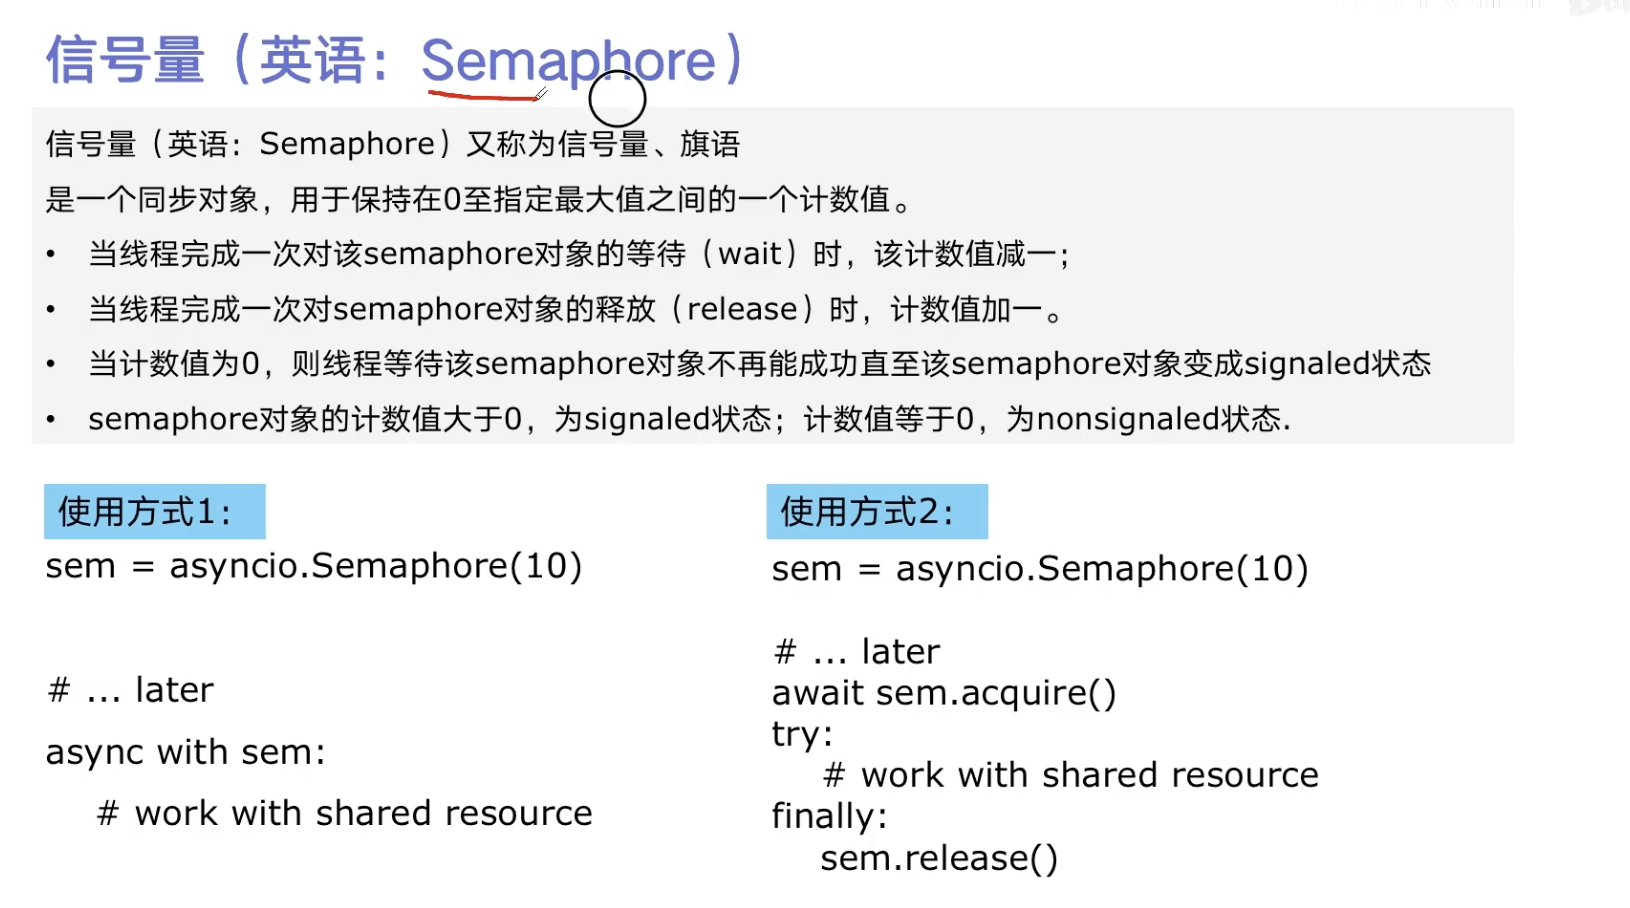 信号量（英语：Semaphore）
信号量（英语：Semaphore）又称为信号量、旗语
是一个同步对象，用于保持在0至指定最大值之间的一个计数值。
• 当线程完成一次对该semaphore对象的等待（wait）时，该计数值减一；
• 当线程完成一次对semaphore对象的释放（release）时，计数值加一。
• 当计数值为0，则线程等待该semaphore对象不再能成功直至该semaphore对象变成signaled状态
• semaphore对象的计数值大于0，为signaled状态；计数值等于0，为nonsignaled状态.
使用方式1：
sem = asyncio.Semaphore(10)
# ... later
async with sem:
# work with shared resource
使用方式2：
sem = asyncio.Semaphore(10)
# ... later
await sem.acquire()
try:
# work with shared resource
finally:
sem.release()